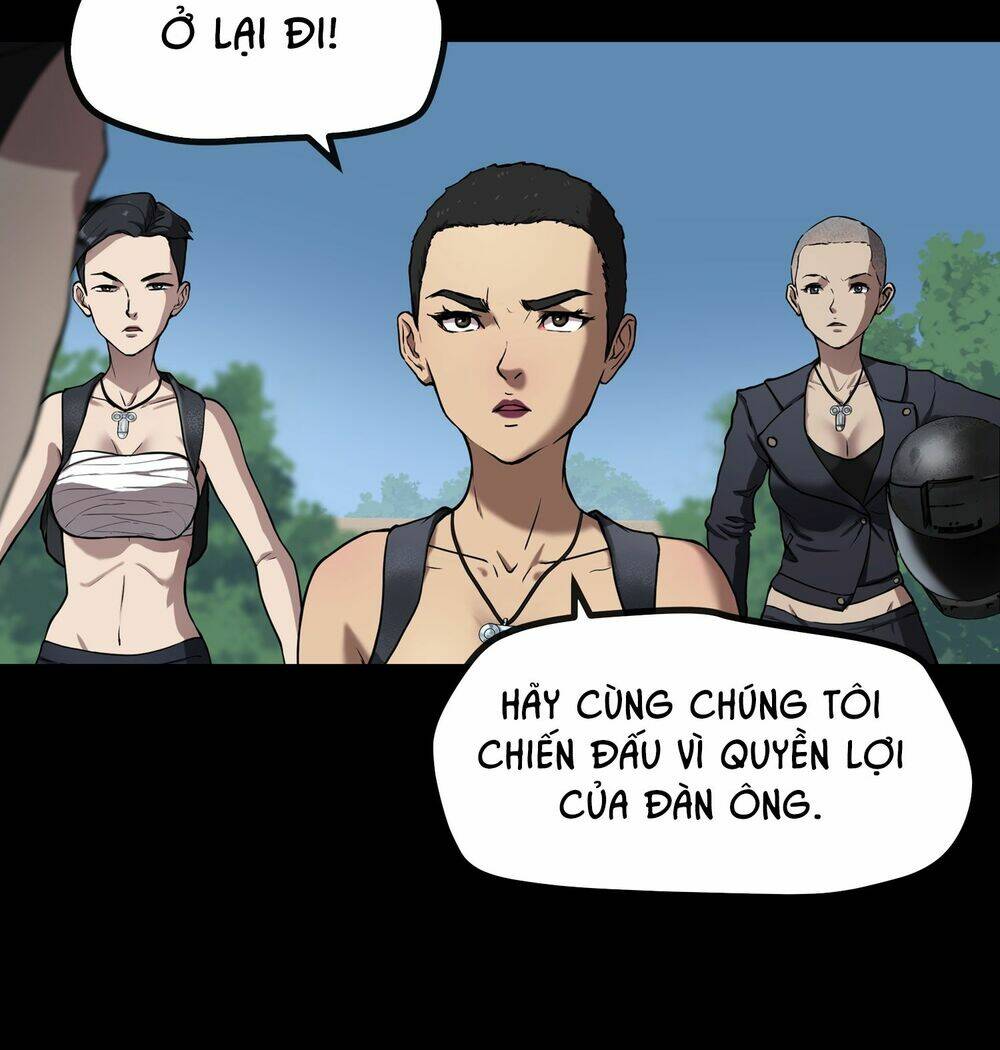 Ở LẠI ĐI!
HÃY CÙNG CHÚNG TÔI
CHIẾN ĐẤU VÌ QUYỀN LỢI
CỦA ĐÀN ÔNG.